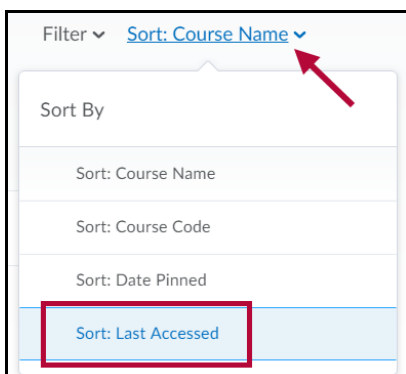 Filter Sort: Course Name
Sort By
Sort: Course Name
Sort: Course Code
Sort: Date Pinned
Sort: Last Accessed